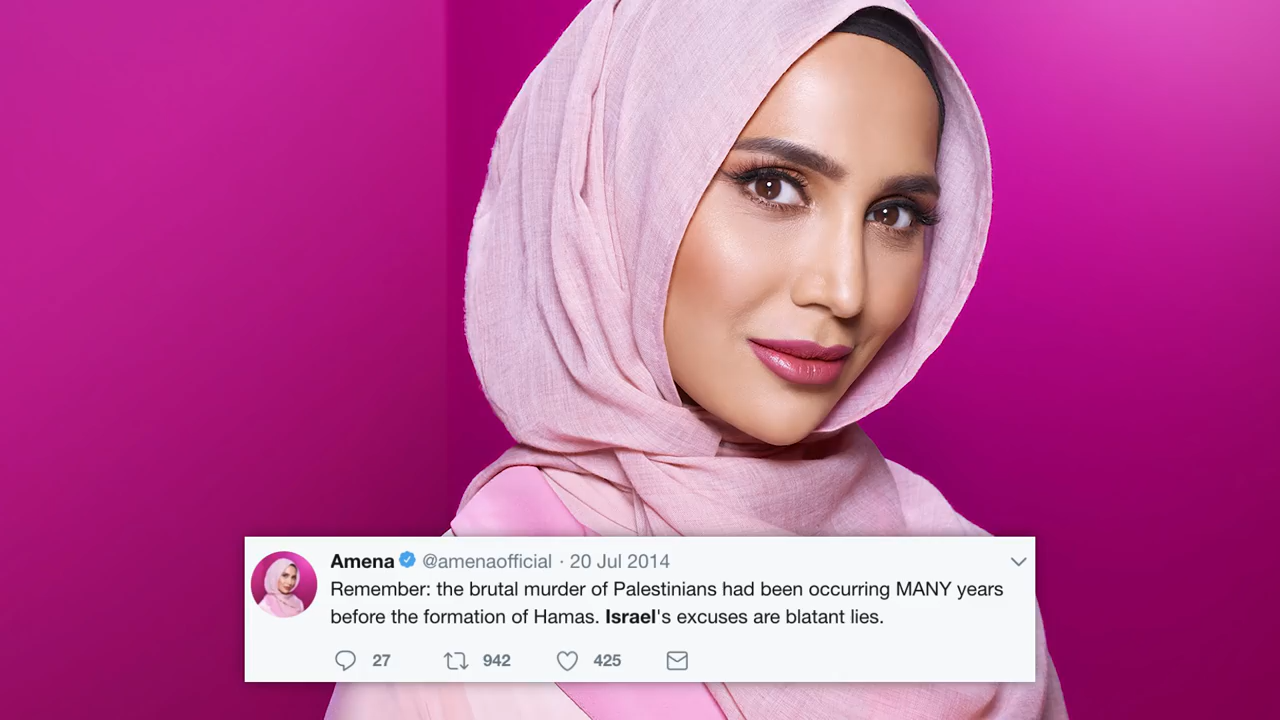 Amena @amenaofficial · 20 Jul 2014
Remember: the brutal murder of Palestinians had been occurring MANY years
before the formation of Hamas. Israel's excuses are blatant lies.
27 942 425